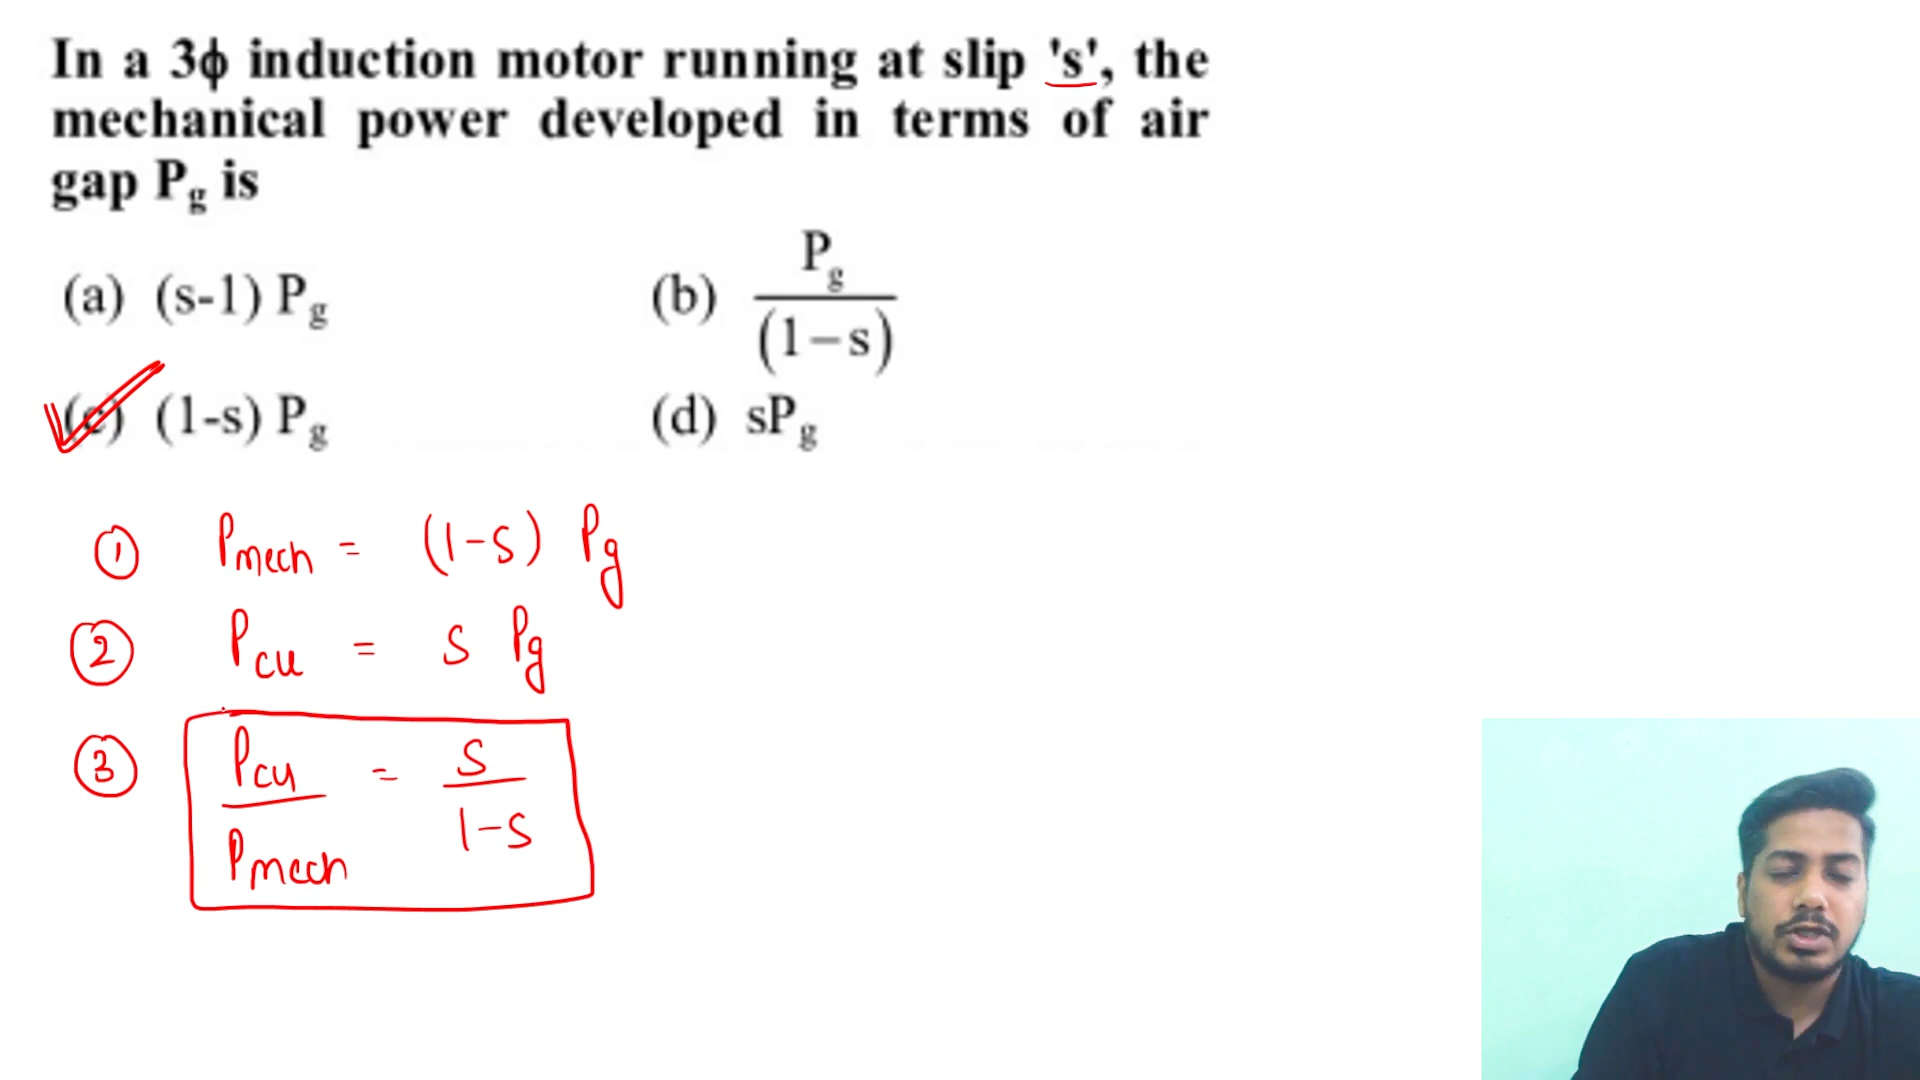 In a 3ϕ induction motor running at slip 's', the
mechanical power developed in terms of air
gap Pg is
(a) (s-1) Pg
(b) Pg/(1-s)
(c) (1-s) Pg
(d) sPg
① Pmech = (1-s) Pg
② Pcu = s Pg
③ Pcu/Pmech = s/1-s